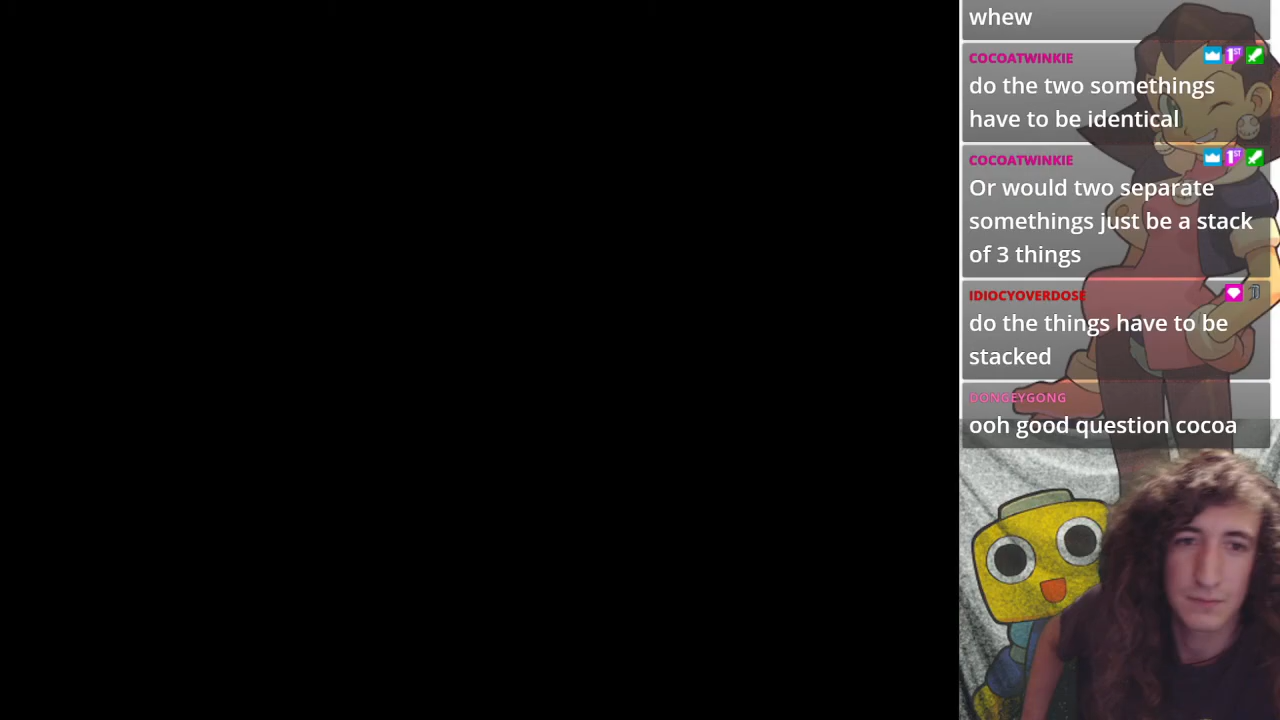 whew
COCOATWINKIE
do the two somethings
have to be identical
COCOATWINKIE
Or would two separate
somethings just be a stack
of 3 things
IDIOCYOVERDOSE
do the things have to be
stacked
DONGEYGONG
ooh good question cocoa